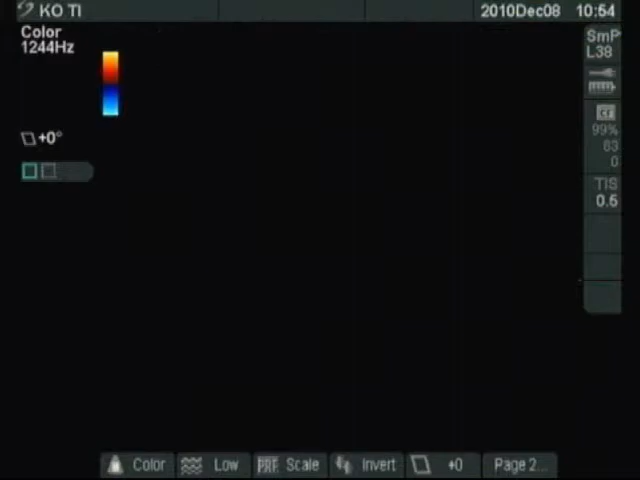 KO TI
2010Dec08 10:54
Color
1244Hz
SmP
L38
+0°
CF
99%
63
0
TIS
0.6
Color
Low
PRF Scale
Invert
+0
Page 2...